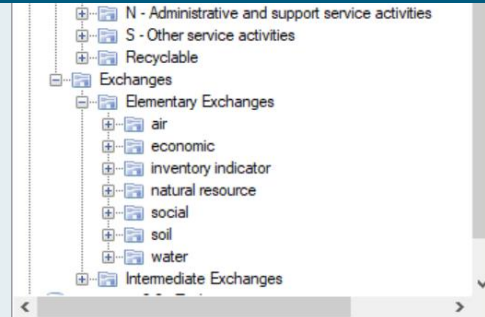 N - Administrative and support service activities
S - Other service activities
Recyclable
Exchanges
Elementary Exchanges
air
economic
inventory indicator
natural resource
social
soil
water
Intermediate Exchanges